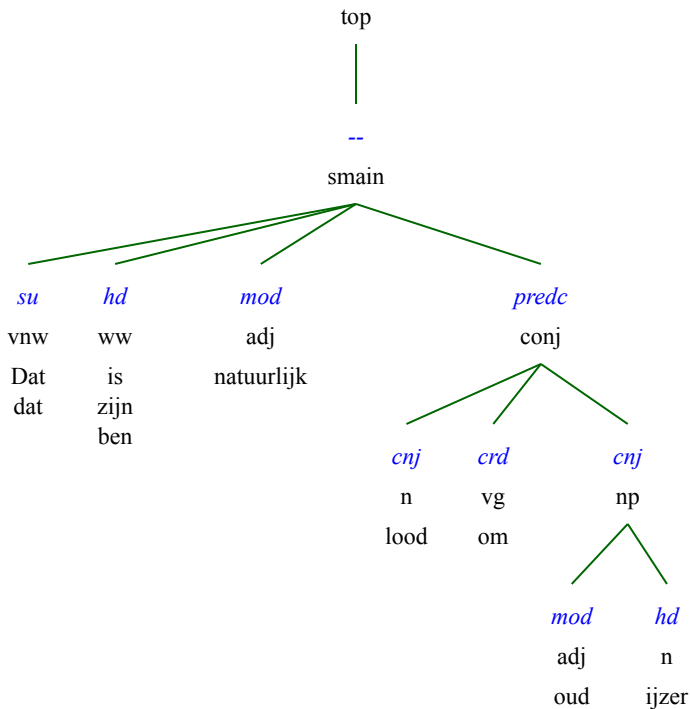 top
--
smain
su hd mod predc
vnw ww adj conj
Dat is natuurlijk
dat zijn
ben
cnj crd cnj
n vg np
lood om
mod hd
adj n
oud ijzer